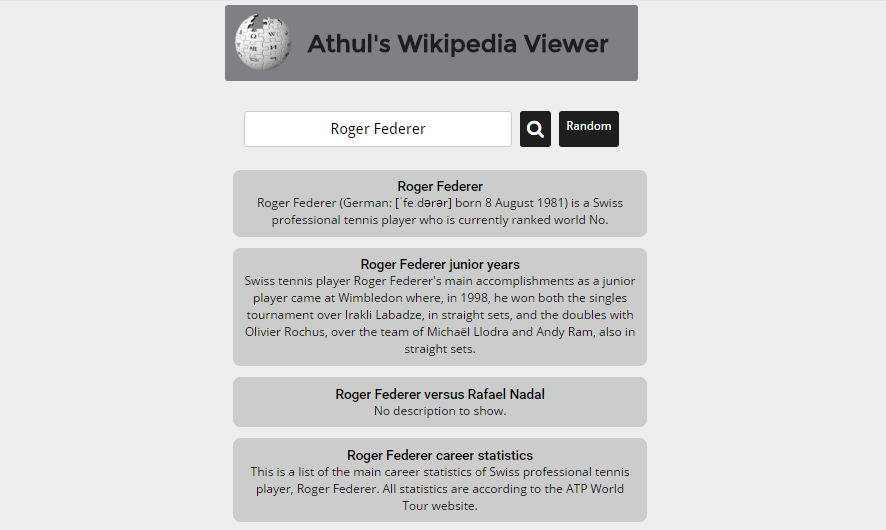 Athul's Wikipedia Viewer
Roger Federer
Random
Roger Federer
Roger Federer (German: [ˈfeːdərər] born 8 August 1981) is a Swiss
professional tennis player who is currently ranked world No.
Roger Federer junior years
Swiss tennis player Roger Federer's main accomplishments as a junior
player came at Wimbledon where, in 1998, he won both the singles
tournament over Irakli Labadze, in straight sets, and the doubles with
Olivier Rochus, over the team of Michaël Llodra and Andy Ram, also in
straight sets.
Roger Federer versus Rafael Nadal
No description to show.
Roger Federer career statistics
This is a list of the main career statistics of Swiss professional tennis
player, Roger Federer. All statistics are according to the ATP World
Tour website.